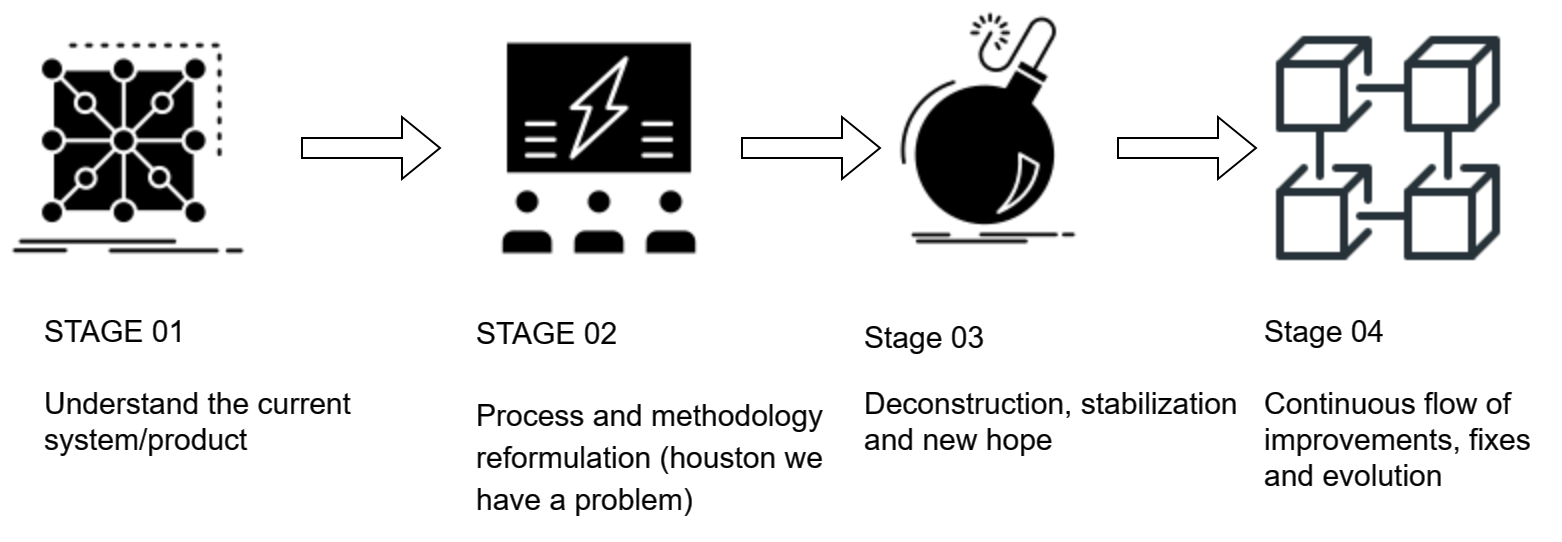 STAGE 01
Understand the current
system/product
STAGE 02
Process and methodology
reformulation (houston we
have a problem)
Stage 03
Deconstruction, stabilization
and new hope
Stage 04
Continuous flow of
improvements, fixes
and evolution